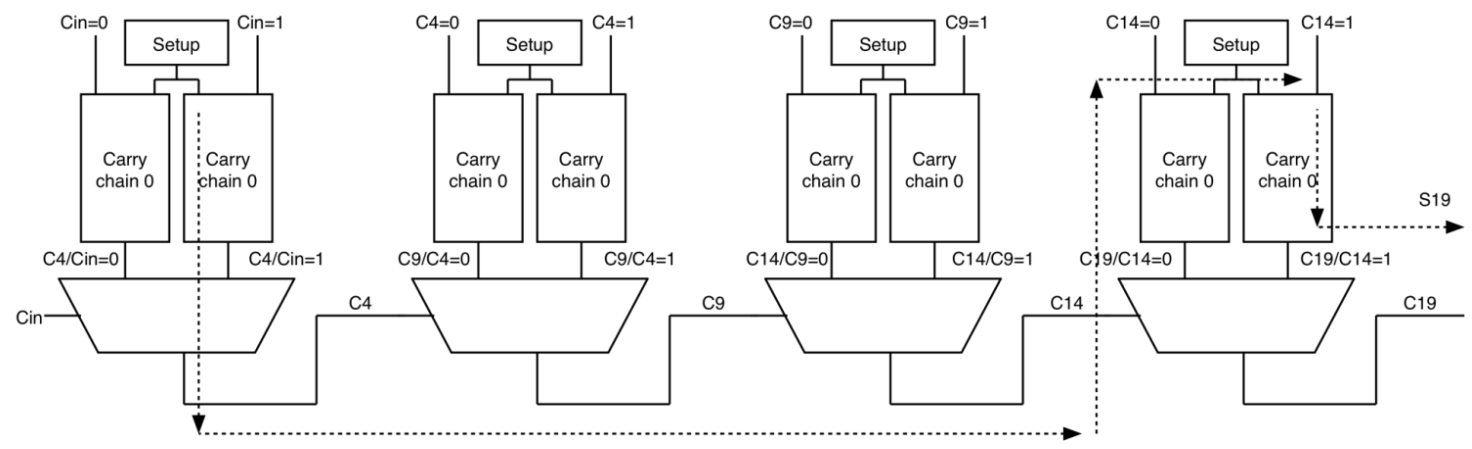 Cin=0
Setup
Cin=1
C4=0
Setup
C4=1
C9=0
Setup
C9=1
C14=0
Setup
C14=1
Carry
chain 0
Carry
chain 0
Carry
chain 0
Carry
chain 0
Carry
chain 0
Carry
chain 0
Carry
chain 0
Carry
chain 0
S19
C4/Cin=0
C4/Cin=1
C9/C4=0
C9/C4=1
C14/C9=0
C14/C9=1
C19/C14=0
C19/C14=1
Cin
C4
C9
C14
C19